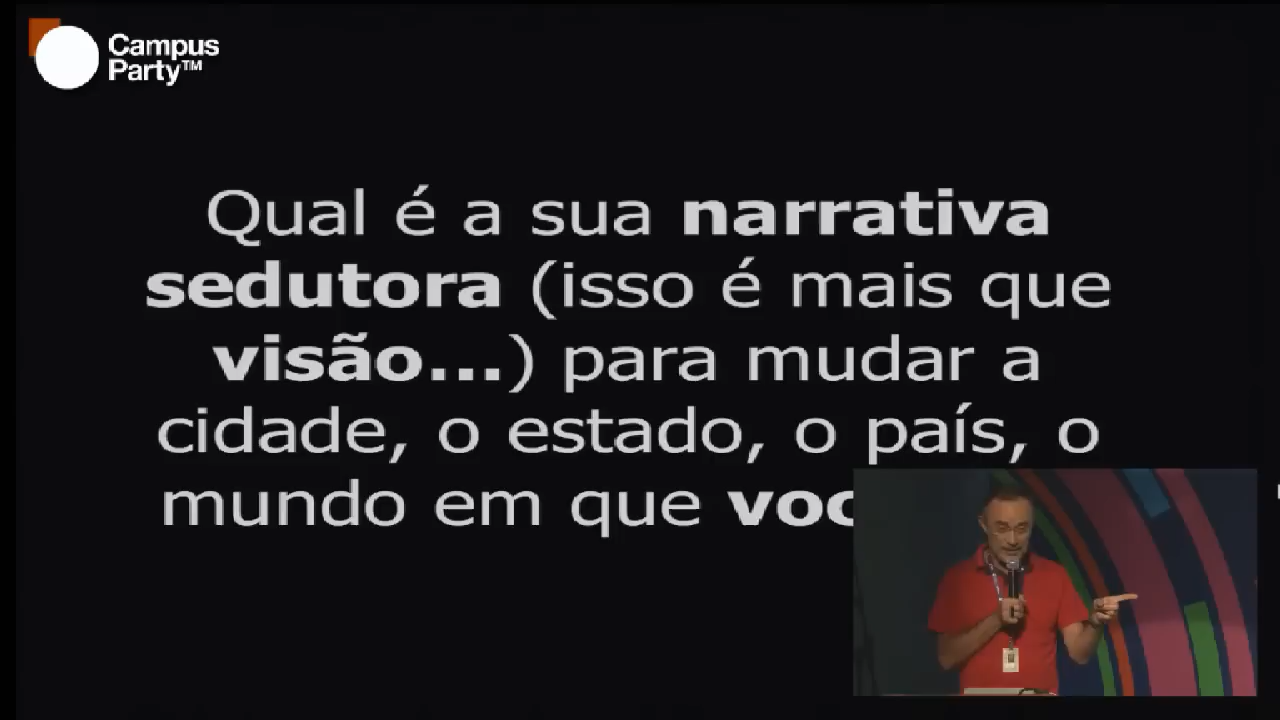 Campus
Party™
Qual é a sua narrativa
sedutora (isso é mais que
visão...) para mudar a
cidade, o estado, o país, o
mundo em que